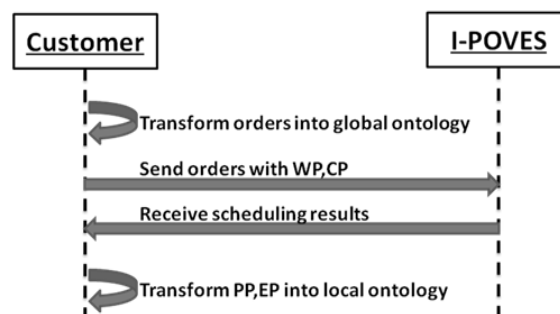 Customer
I-POVES
Transform orders into global ontology
Send orders with WP,CP
Receive scheduling results
Transform PP,EP into local ontology